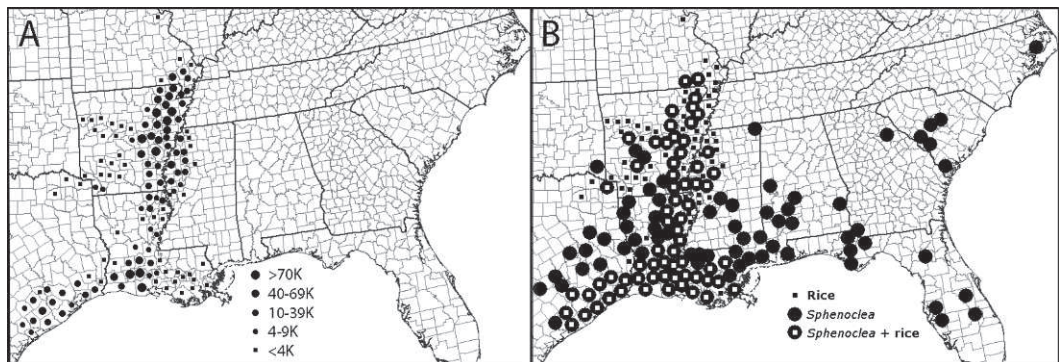 A
>70K
40-69K
10-39K
4-9K
<4K
B
Rice
Sphenoclea
Sphenoclea + rice